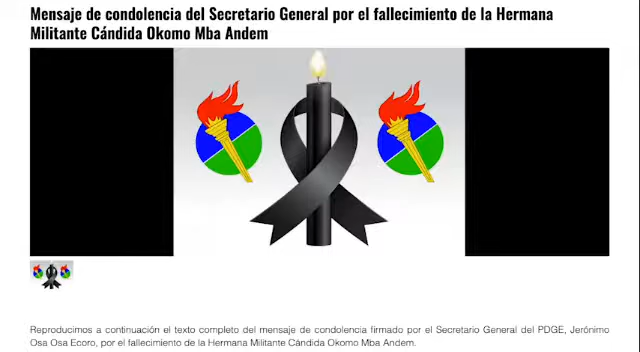 Mensaje de condolencia del Secretario General por el fallecimiento de la Hermana
Militante Cándida Okomo Mba Andem
Reproducimos a continuación el texto completo del mensaje de condolencia firmado por el Secretario General del PDGE, Jerónimo
Osa Osa Ecoro, por el fallecimiento de la Hermana Militante Cándida Okomo Mba Andem.